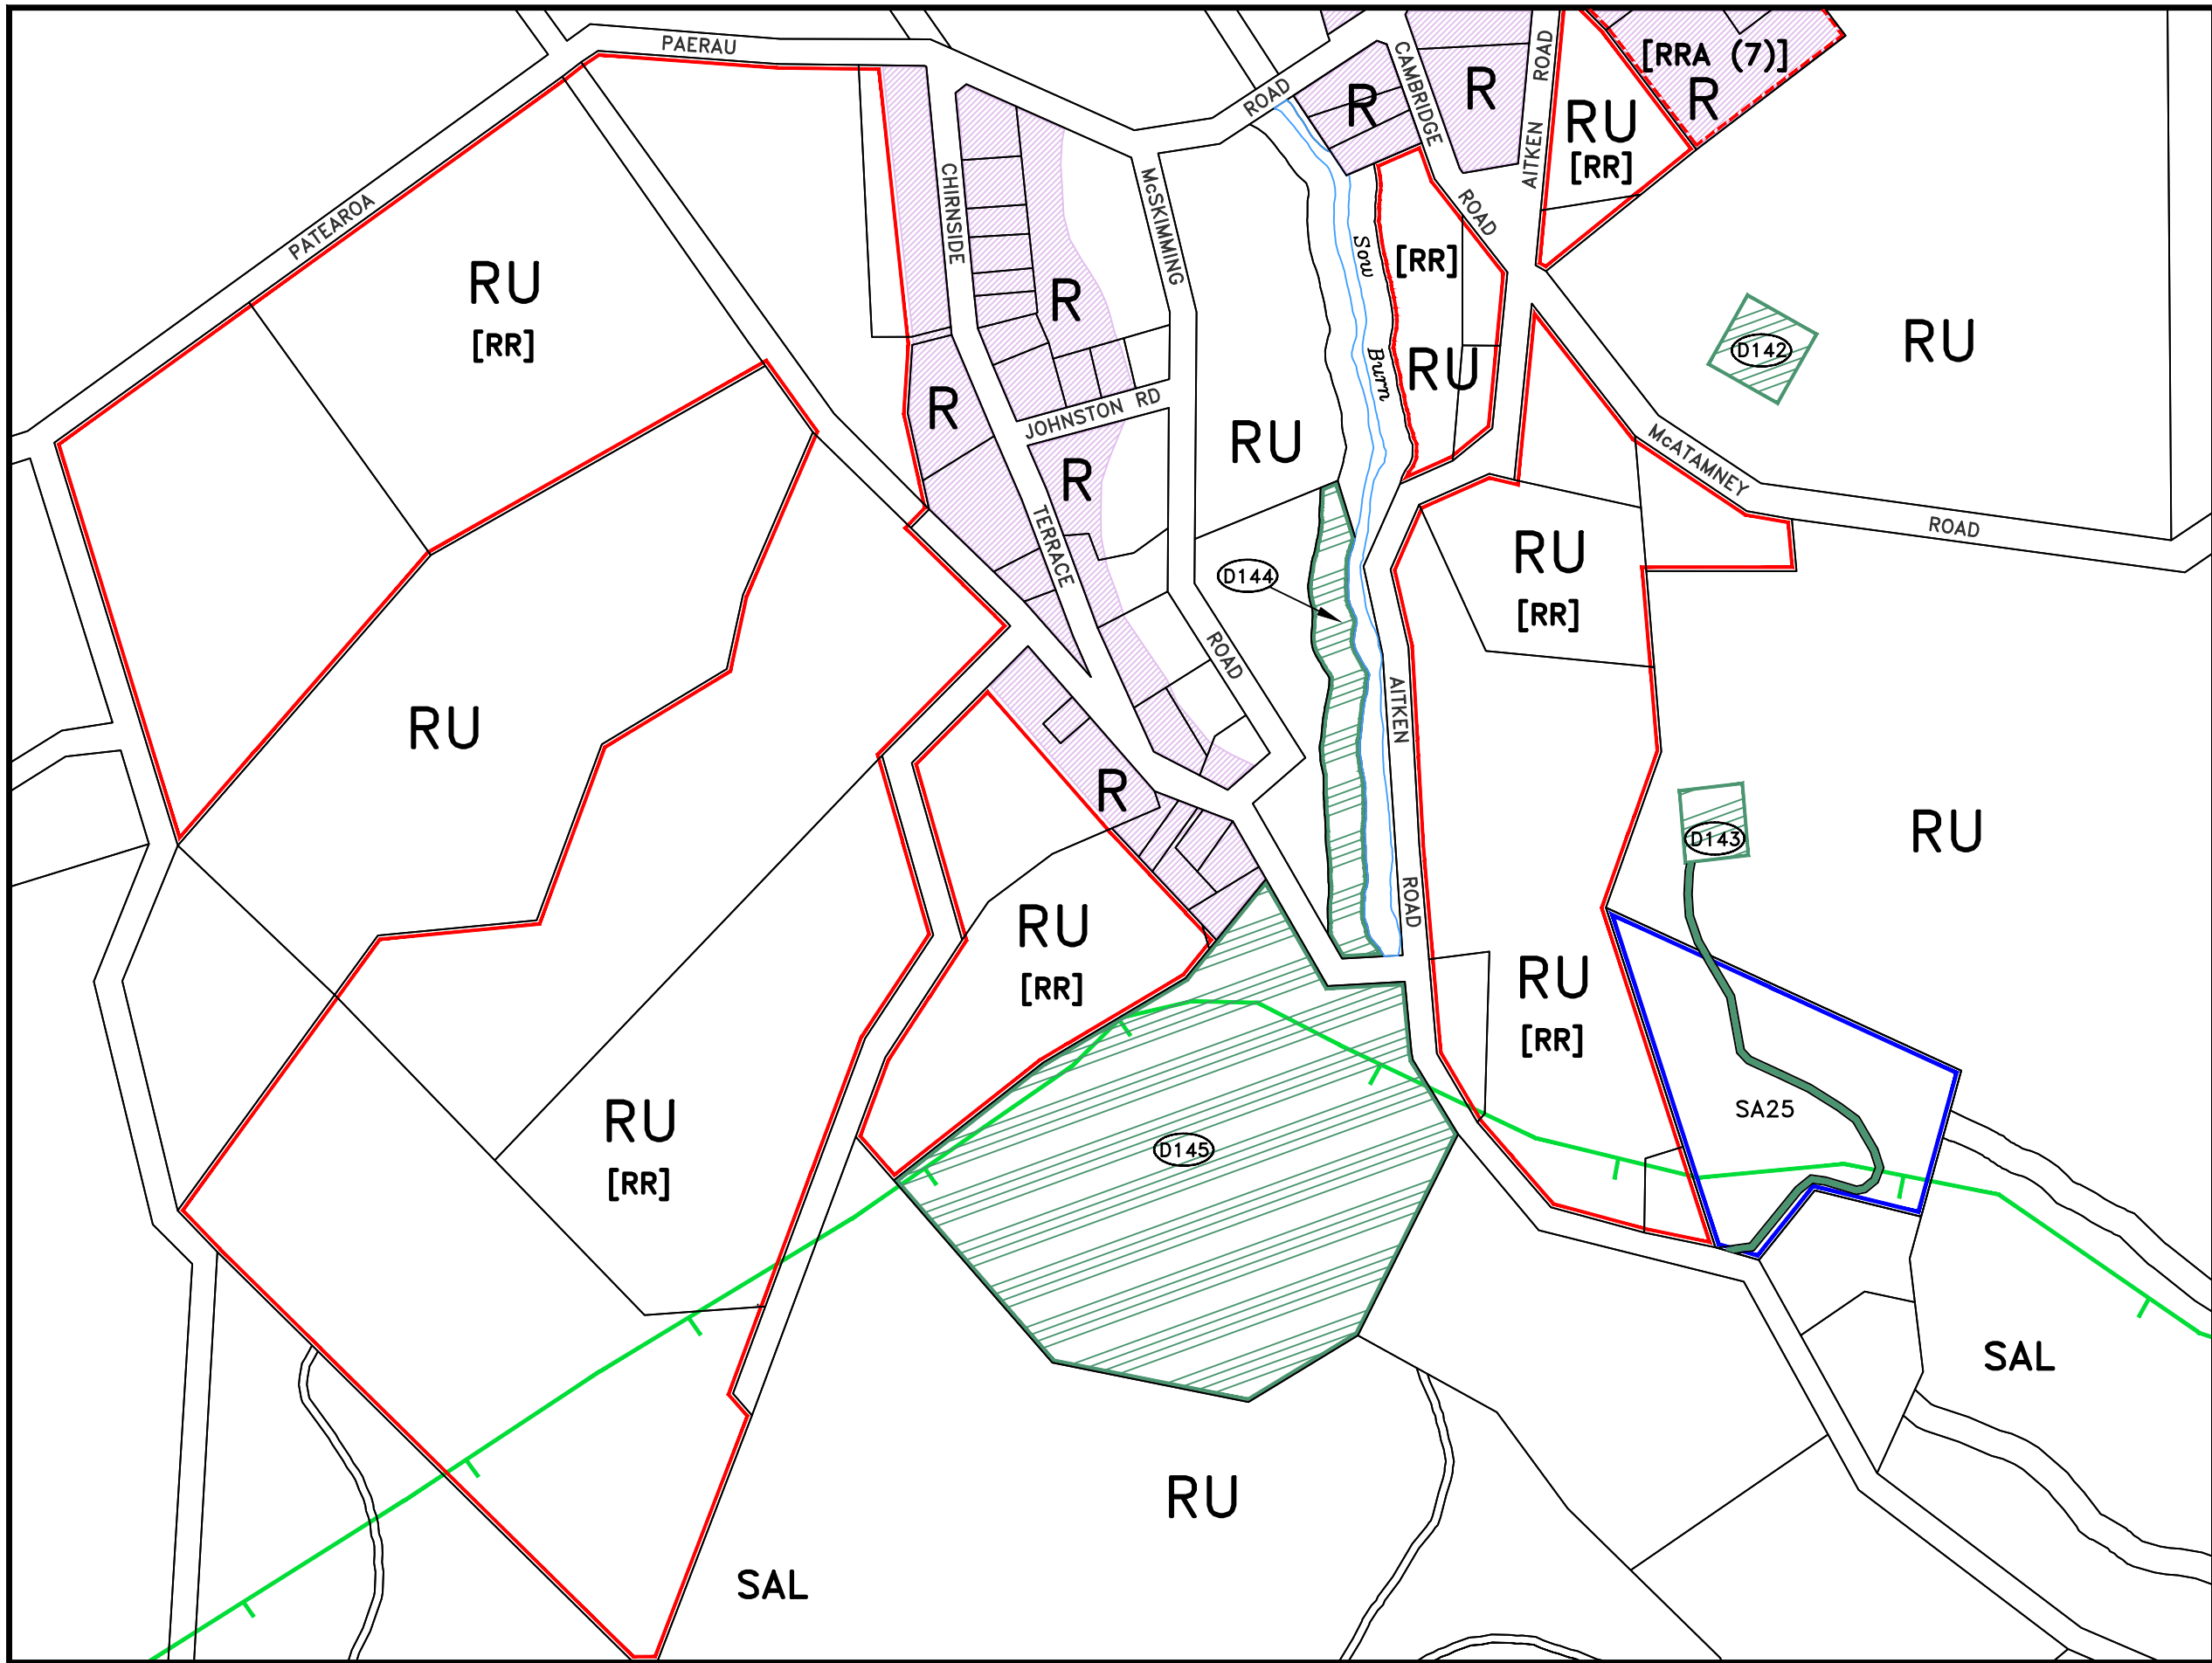 PAERAU
ROAD
CAMBRIDGE
ROAD
AITKEN
ROAD
[RRA (7)]
R
R
R
RU
[RR]
PATEAROA
CHIRNSIDE
McSKIMMING
Sow
Burn
[RR]
RU
RU
[RR]
R
D142
RU
R
JOHNSTON RD
RU
McATAMNEY
ROAD
R
TERRACE
D144
RU
[RR]
ROAD
AITKEN
RU
R
D143
RU
ROAD
RU
[RR]
RU
[RR]
SA25
RU
[RR]
D145
SAL
RU
SAL